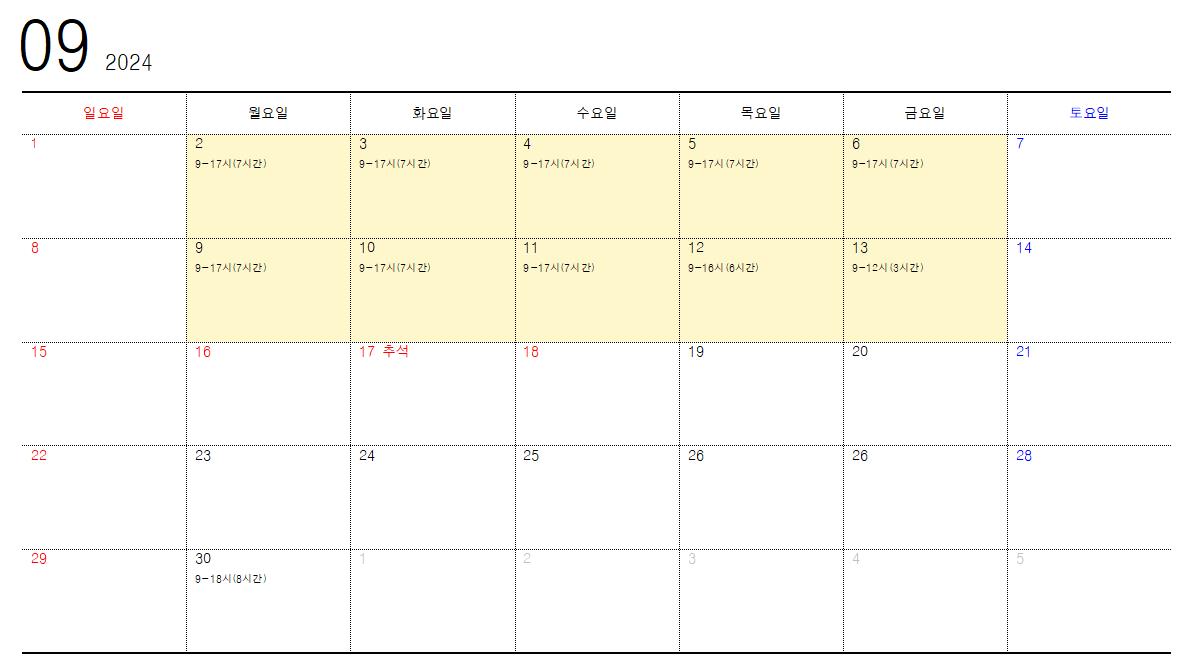 09 2024
일요일 월요일 화요일 수요일 목요일 금요일 토요일
1 2 3 4 5 6 7
9-17시(7시간) 9-17시(7시간) 9-17시(7시간) 9-17시(7시간) 9-17시(7시간)
8 9 10 11 12 13 14
9-17시(7시간) 9-17시(7시간) 9-17시(7시간) 9-16시(6시간) 9-12시(3시간)
15 16 17 추석 18 19 20 21
22 23 24 25 26 26 28
29 30 1 2 3 4 5
9-18시(8시간)